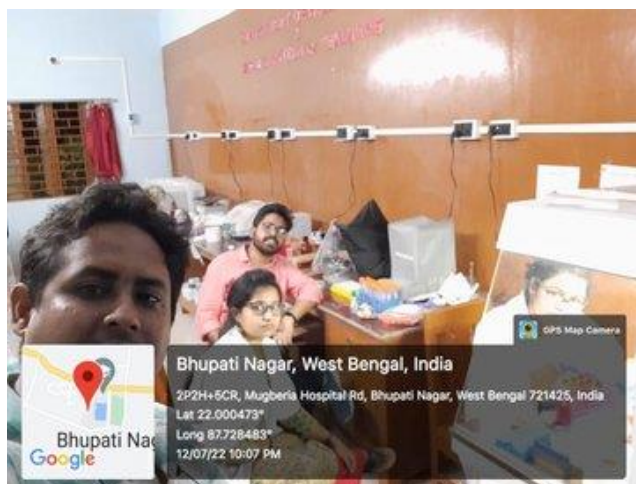 GPS Map Camera
Bhupati Nagar, West Bengal, India
2P2H+5CR, Mugberia Hospital Rd, Bhupati Nagar, West Bengal 721425, India
Lat 22.000473°
Long 87.728483°
12/07/22 10:07 PM
Bhupati Nag
Google